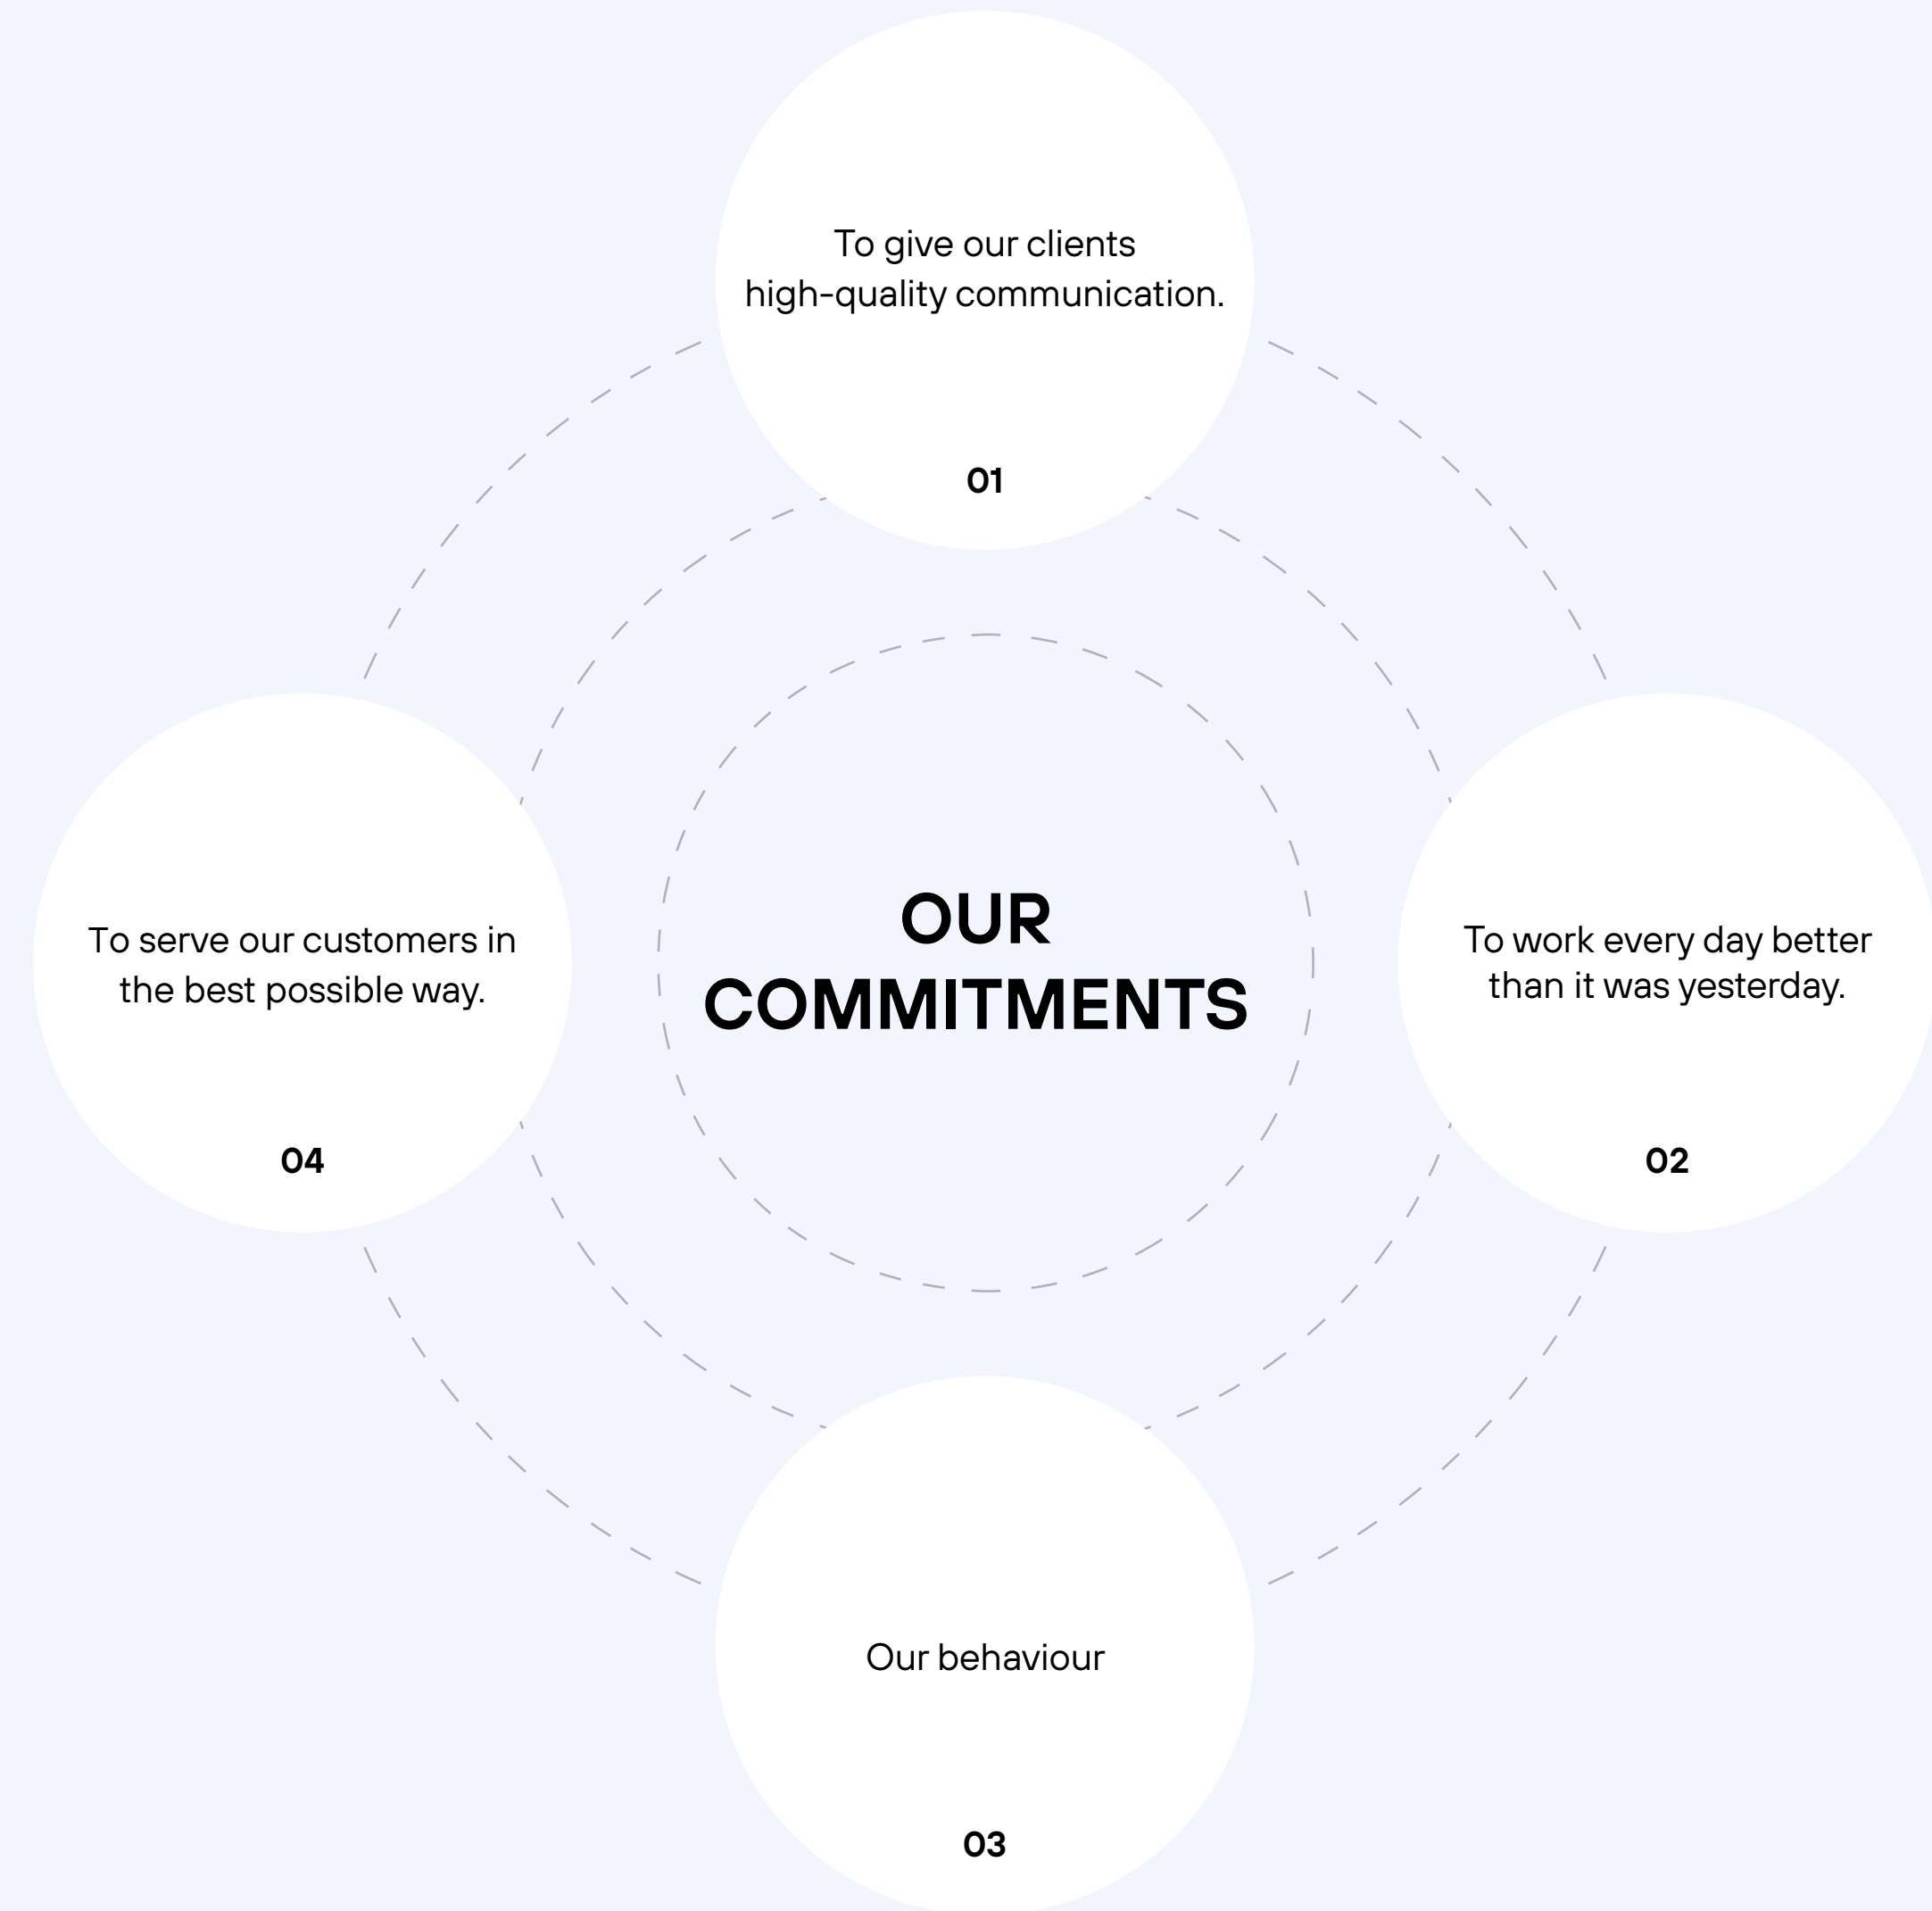 To give our clients
high-quality communication.
01
OUR
COMMITMENTS
To work every day better
than it was yesterday.
02
Our behaviour
03
To serve our customers in
the best possible way.
04